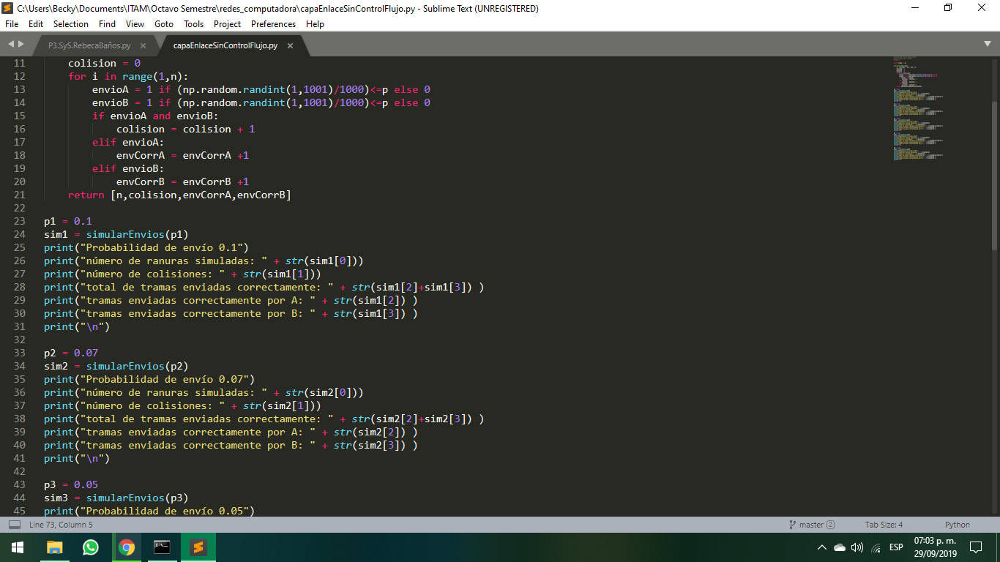 C:\Users\Becky\Documents\ITAM\Octavo Semestre\redes_computadora\capaEnlaceSinControlFlujo.py - Sublime Text (UNREGISTERED)
File Edit Selection Find View Goto Tools Project Preferences Help
P3.SyS.RebecaBaños.py × capaEnlaceSinControlFlujo.py ×
11     colision = 0
12     for i in range(1,n):
13         envioA = 1 if (np.random.randint(1,1001)/1000)<=p else 0
14         envioB = 1 if (np.random.randint(1,1001)/1000)<=p else 0
15         if envioA and envioB:
16             colision = colision + 1
17         elif envioA:
18             envCorrA = envCorrA +1
19         elif envioB:
20             envCorrB = envCorrB +1
21     return [n,colision,envCorrA,envCorrB]
22
23 p1 = 0.1
24 sim1 = simularEnvios(p1)
25 print("Probabilidad de envío 0.1")
26 print("número de ranuras simuladas: " + str(sim1[0]))
27 print("número de colisiones: " + str(sim1[1]))
28 print("total de tramas enviadas correctamente: " + str(sim1[2]+sim1[3]) )
29 print("tramas enviadas correctamente por A: " + str(sim1[2]) )
30 print("tramas enviadas correctamente por B: " + str(sim1[3]) )
31 print("\n")
32
33 p2 = 0.07
34 sim2 = simularEnvios(p2)
35 print("Probabilidad de envío 0.07")
36 print("número de ranuras simuladas: " + str(sim2[0]))
37 print("número de colisiones: " + str(sim2[1]))
38 print("total de tramas enviadas correctamente: " + str(sim2[2]+sim2[3]) )
39 print("tramas enviadas correctamente por A: " + str(sim2[2]) )
40 print("tramas enviadas correctamente por B: " + str(sim2[3]) )
41 print("\n")
42
43 p3 = 0.05
44 sim3 = simularEnvios(p3)
45 print("Probabilidad de envío 0.05")
Line 73, Column 5 master 2 Tab Size: 4 Python
ESP 07:03 p. m.
29/09/2019